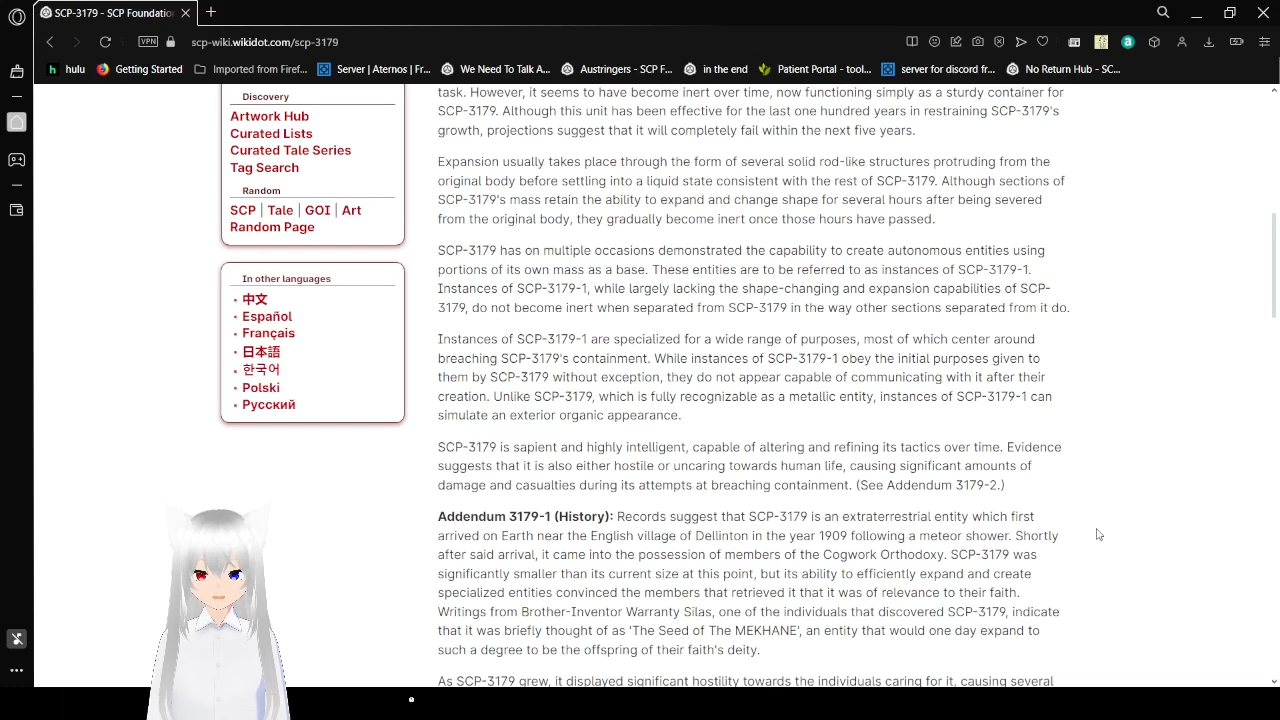 SCP-3179 - SCP Foundation
scp-wiki.wikidot.com/scp-3179
VPN
hulu
Getting Started
Imported from Firef...
Server | Aternos | Fr...
We Need To Talk A...
Austringers - SCP F...
in the end
Patient Portal - tool...
server for discord fr...
No Return Hub - SC...
Discovery
Artwork Hub
Curated Lists
Curated Tale Series
Tag Search
Random
SCP | Tale | GOI | Art
Random Page
In other languages
中文
Español
Français
日本語
한국어
Polski
Русский
task. However, it seems to have become inert over time, now functioning simply as a sturdy container for
SCP-3179. Although this unit has been effective for the last one hundred years in restraining SCP-3179's
growth, projections suggest that it will completely fail within the next five years.
Expansion usually takes place through the form of several solid rod-like structures protruding from the
original body before settling into a liquid state consistent with the rest of SCP-3179. Although sections of
SCP-3179's mass retain the ability to expand and change shape for several hours after being severed
from the original body, they gradually become inert once those hours have passed.
SCP-3179 has on multiple occasions demonstrated the capability to create autonomous entities using
portions of its own mass as a base. These entities are to be referred to as instances of SCP-3179-1.
Instances of SCP-3179-1, while largely lacking the shape-changing and expansion capabilities of SCP-
3179, do not become inert when separated from SCP-3179 in the way other sections separated from it do.
Instances of SCP-3179-1 are specialized for a wide range of purposes, most of which center around
breaching SCP-3179's containment. While instances of SCP-3179-1 obey the initial purposes given to
them by SCP-3179 without exception, they do not appear capable of communicating with it after their
creation. Unlike SCP-3179, which is fully recognizable as a metallic entity, instances of SCP-3179-1 can
simulate an exterior organic appearance.
SCP-3179 is sapient and highly intelligent, capable of altering and refining its tactics over time. Evidence
suggests that it is also either hostile or uncaring towards human life, causing significant amounts of
damage and casualties during its attempts at breaching containment. (See Addendum 3179-2.)
Addendum 3179-1 (History): Records suggest that SCP-3179 is an extraterrestrial entity which first
arrived on Earth near the English village of Dellinton in the year 1909 following a meteor shower. Shortly
after said arrival, it came into the possession of members of the Cogwork Orthodoxy. SCP-3179 was
significantly smaller than its current size at this point, but its ability to efficiently expand and create
specialized entities convinced the members that retrieved it that it was of relevance to their faith.
Writings from Brother-Inventor Warranty Silas, one of the individuals that discovered SCP-3179, indicate
that it was briefly thought of as 'The Seed of The MEKHANE', an entity that would one day expand to
such a degree to be the offspring of their faith's deity.
As SCP-3179 grew, it displayed significant hostility towards the individuals caring for it, causing several